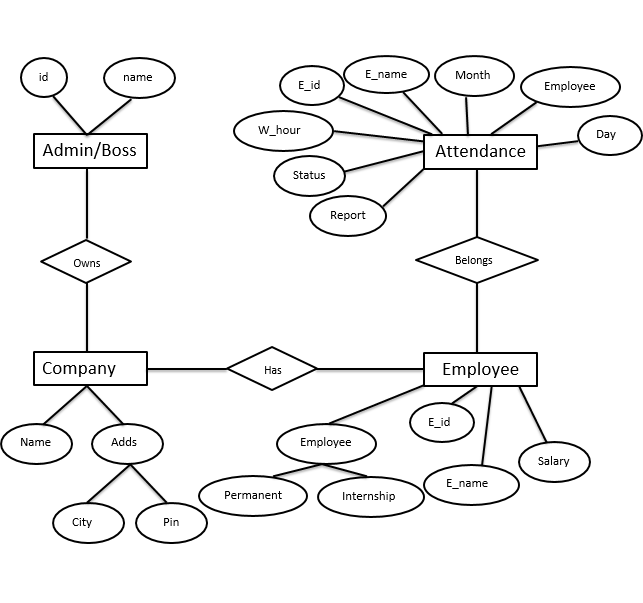 id
name
E_id
E_name
Month
Employee
W_hour
Day
Admin/Boss
Attendance
Status
Report
Owns
Belongs
Company
Has
Employee
Name
Adds
Employee
E_id
Salary
Permanent
Internship
E_name
City
Pin